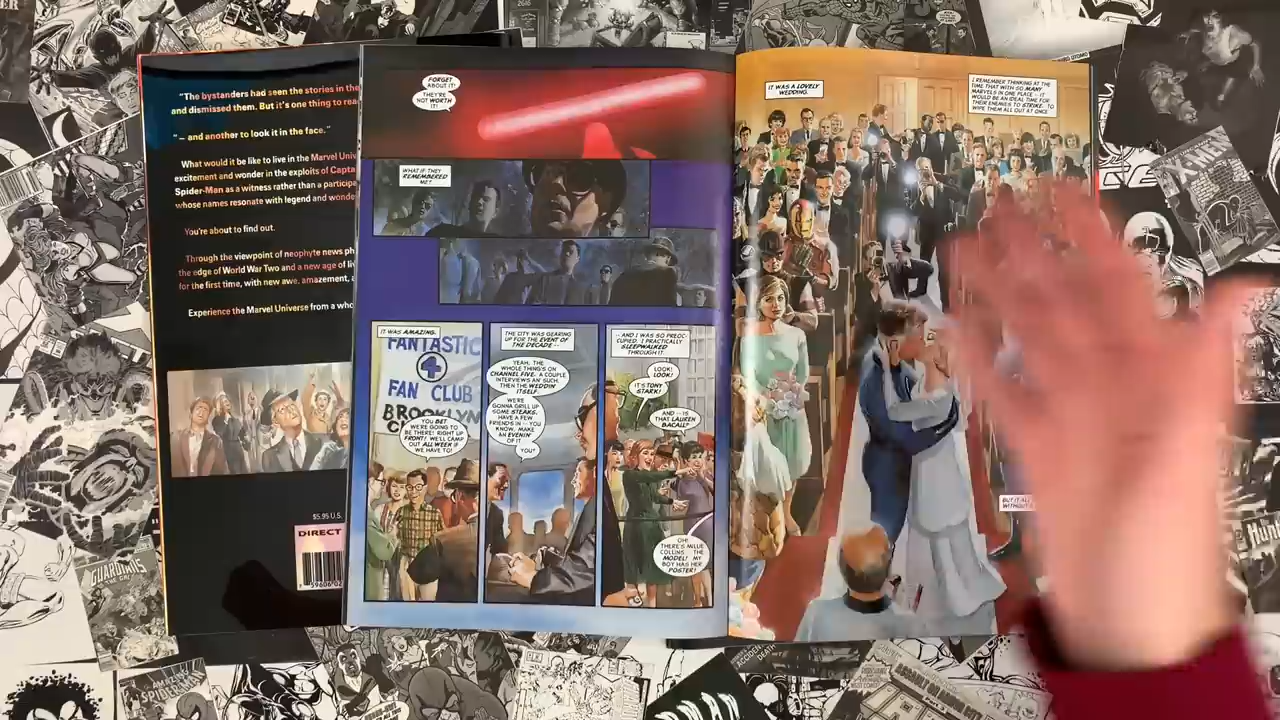 "The bystanders had seen the stories in the
and dismissed them. But it's one thing to
"— and another to look it in the face."
What would it be like to live in the Marvel
excitement and wonder in the exploits of
Spider-Man as a witness rather than a
whose names resonate with legend and
You're about to find out.
Through the viewpoint of neophyte news
the edge of World War Two and a new age of
for the first time, with new awe, amazement,
Experience the Marvel Universe from a
$5.95 U.S.
DIRECT
FORGET
ABOUT IT!
THEY'RE
NOT WORTH
IT!
WHAT IF THEY
REMEMBERED
ME?
IT WAS AMAZING.
FANTASTIC
4
FAN CLUB
BROOKLYN
YOU BET
WE'RE GOING
TO BE THERE! RIGHT UP
FRONT! WE'LL CAMP
OUT ALL WEEK IF
WE HAVE TO!
THE CITY WAS GEARING
UP FOR THE EVENT OF
THE DECADE --
YEAH. THE
WHOLE THING'S ON
CHANNEL FIVE. A COUPLE
INTERVIEWS AN' SUCH,
THEN THE WEDDIN'
ITSELF.
WE'RE
GONNA GRILL UP
SOME STEAKS,
HAVE A FEW
FRIENDS IN -- YOU
KNOW, MAKE
AN EVENIN'
OF IT.
YOU?
-- AND I WAS SO PREOC-
CUPIED, I PRACTICALLY
SLEEPWALKED
THROUGH IT.
LOOK!
LOOK!
IT'S TONY
STARK!
AND -- IS
THAT LAUREN
BACALL?
OH!
THERE'S MILLIE
COLLINS, THE
MODEL! MY
BOY HAS HER
POSTER!
IT WAS A LOVELY
WEDDING.
I REMEMBER THINKING AT THE
TIME THAT WITH SO MANY
MARVELS IN ONE PLACE -- IT
WOULD BE AN IDEAL TIME FOR
THEIR ENEMIES TO STRIKE. TO
WIPE THEM ALL OUT AT ONCE.
BUT IT
WITHOUT
X-MEN
GUARDIANS
SPIDER-MAN